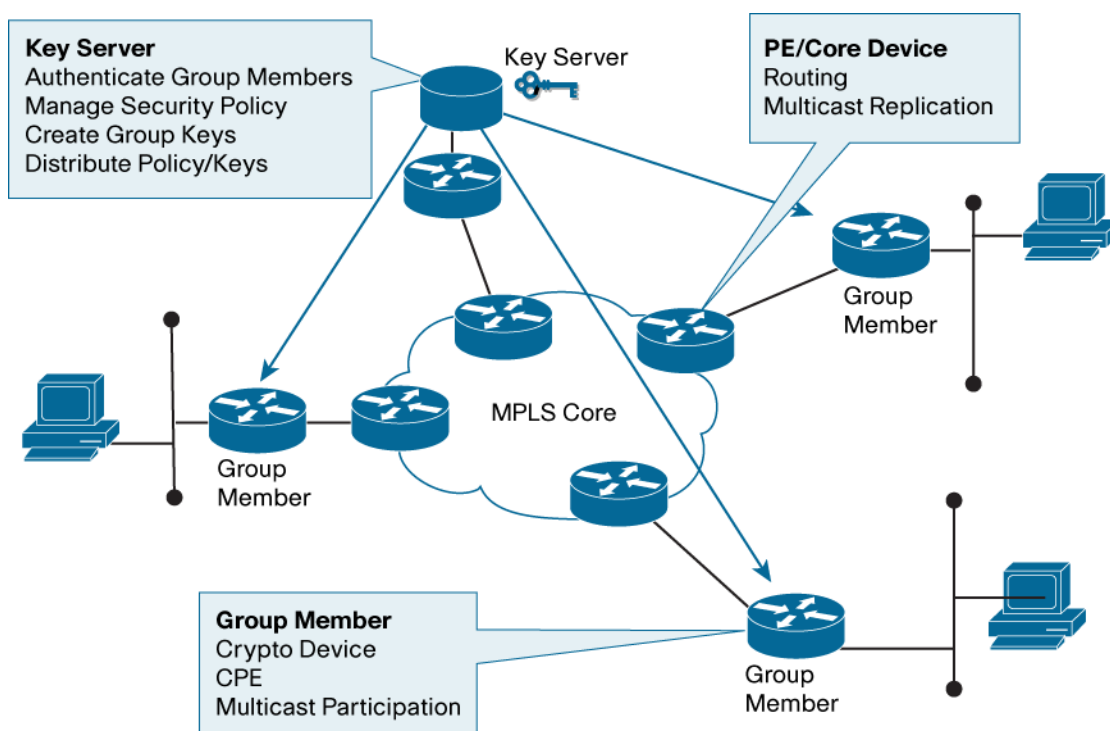 Key Server
Authenticate Group Members
Manage Security Policy
Create Group Keys
Distribute Policy/Keys
Key Server
PE/Core Device
Routing
Multicast Replication
Group
Member
MPLS Core
Group
Member
Group Member
Crypto Device
CPE
Multicast Participation
Group
Member